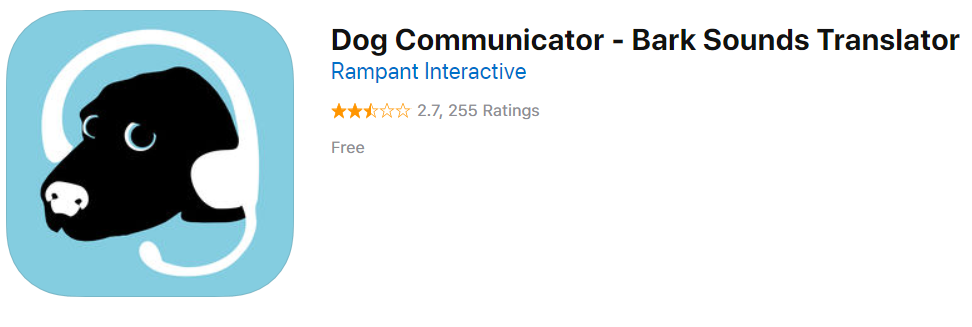 Dog Communicator - Bark Sounds Translator
Rampant Interactive
2.7, 255 Ratings
Free